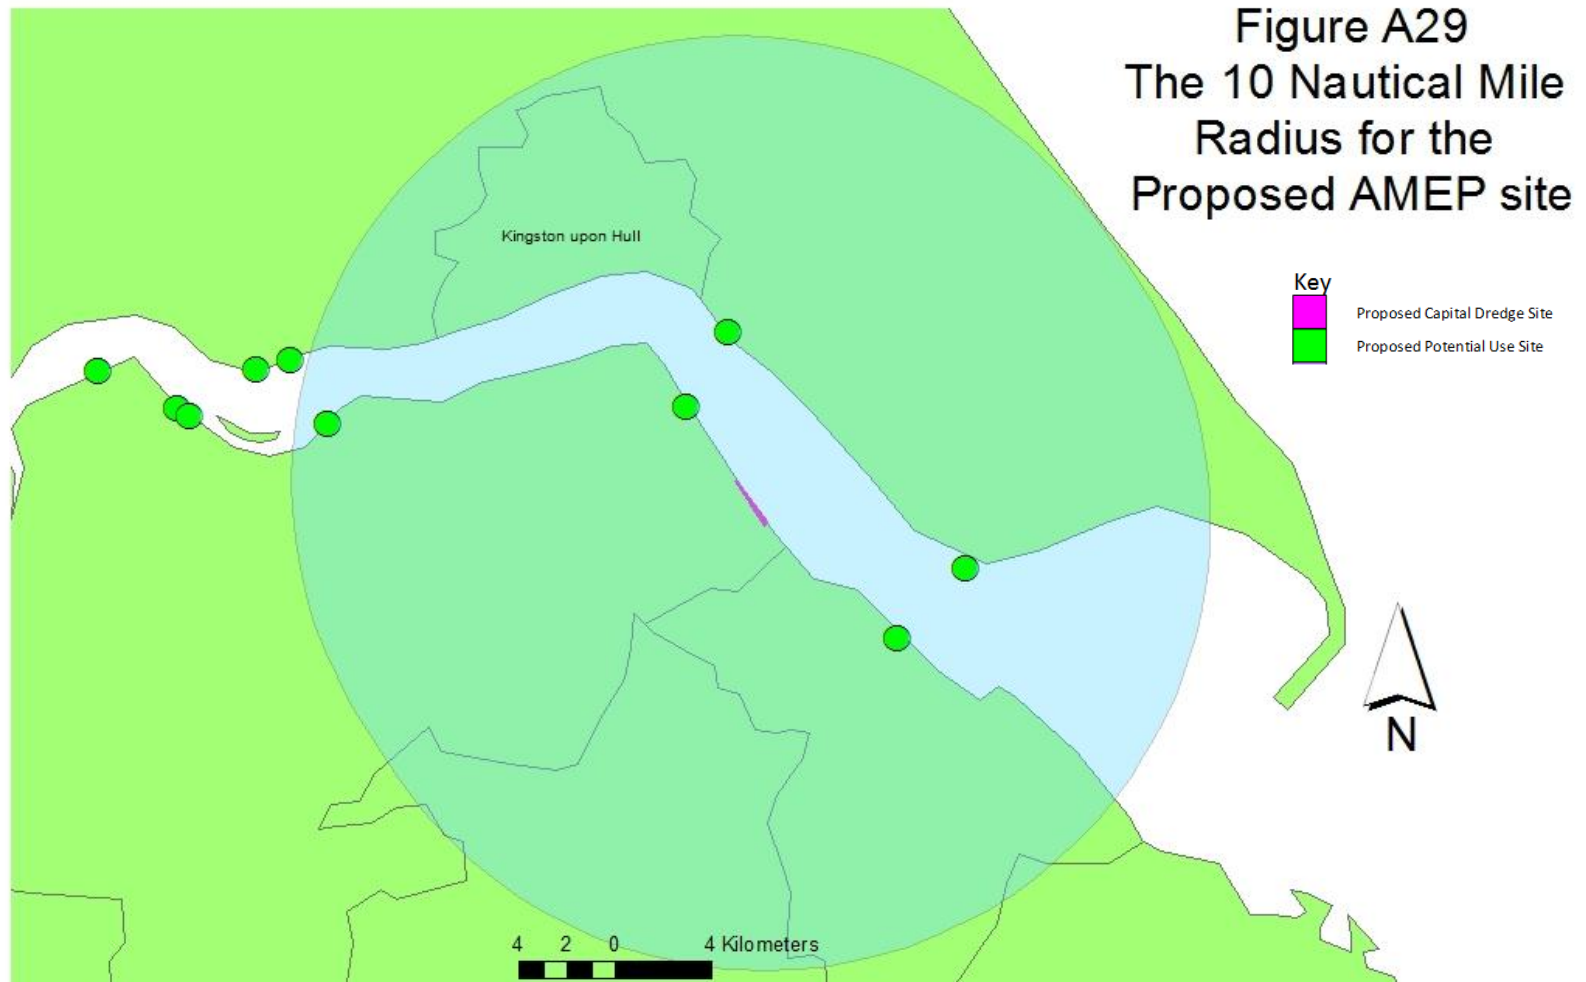 Figure A29
The 10 Nautical Mile
Radius for the
Proposed AMEP site
Kingston upon Hull
Key
Proposed Capital Dredge Site
Proposed Potential Use Site
N
4 2 0 4 Kilometers